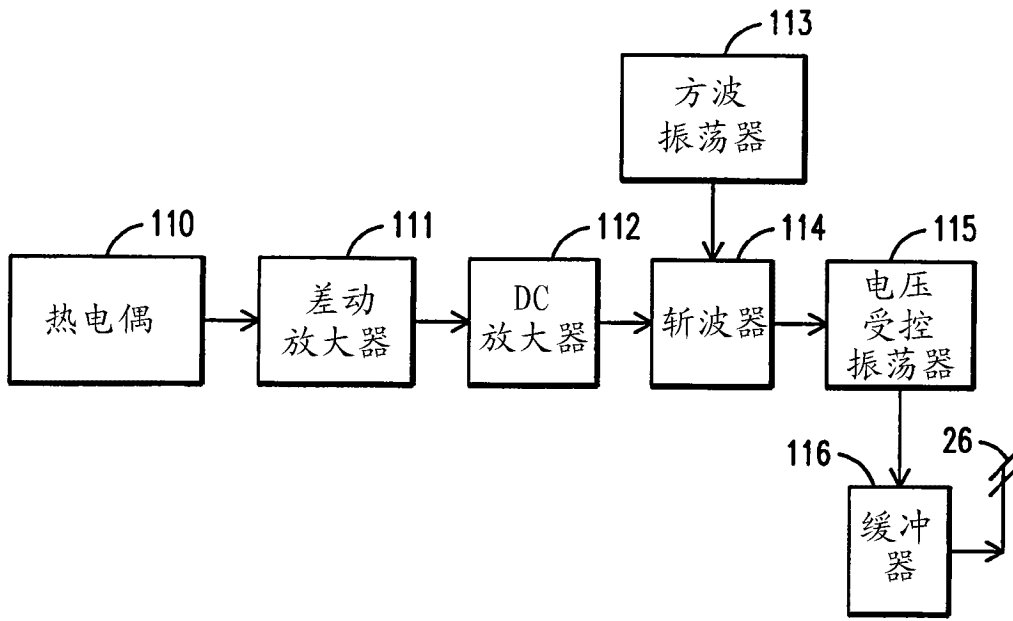 113
方波
振荡器
110
热电偶
111
差动
放大器
112
DC
放大器
114
斩波器
115
电压
受控
振荡器
116
缓冲
器
26